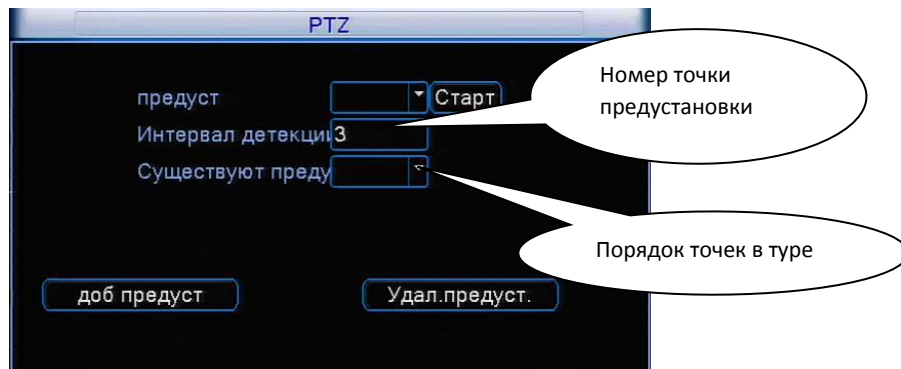 PTZ
предуст Старт
Интервал детекци 3
Существуют преду
доб предуст Удал.предуст.
Номер точки
предустановки
Порядок точек в туре